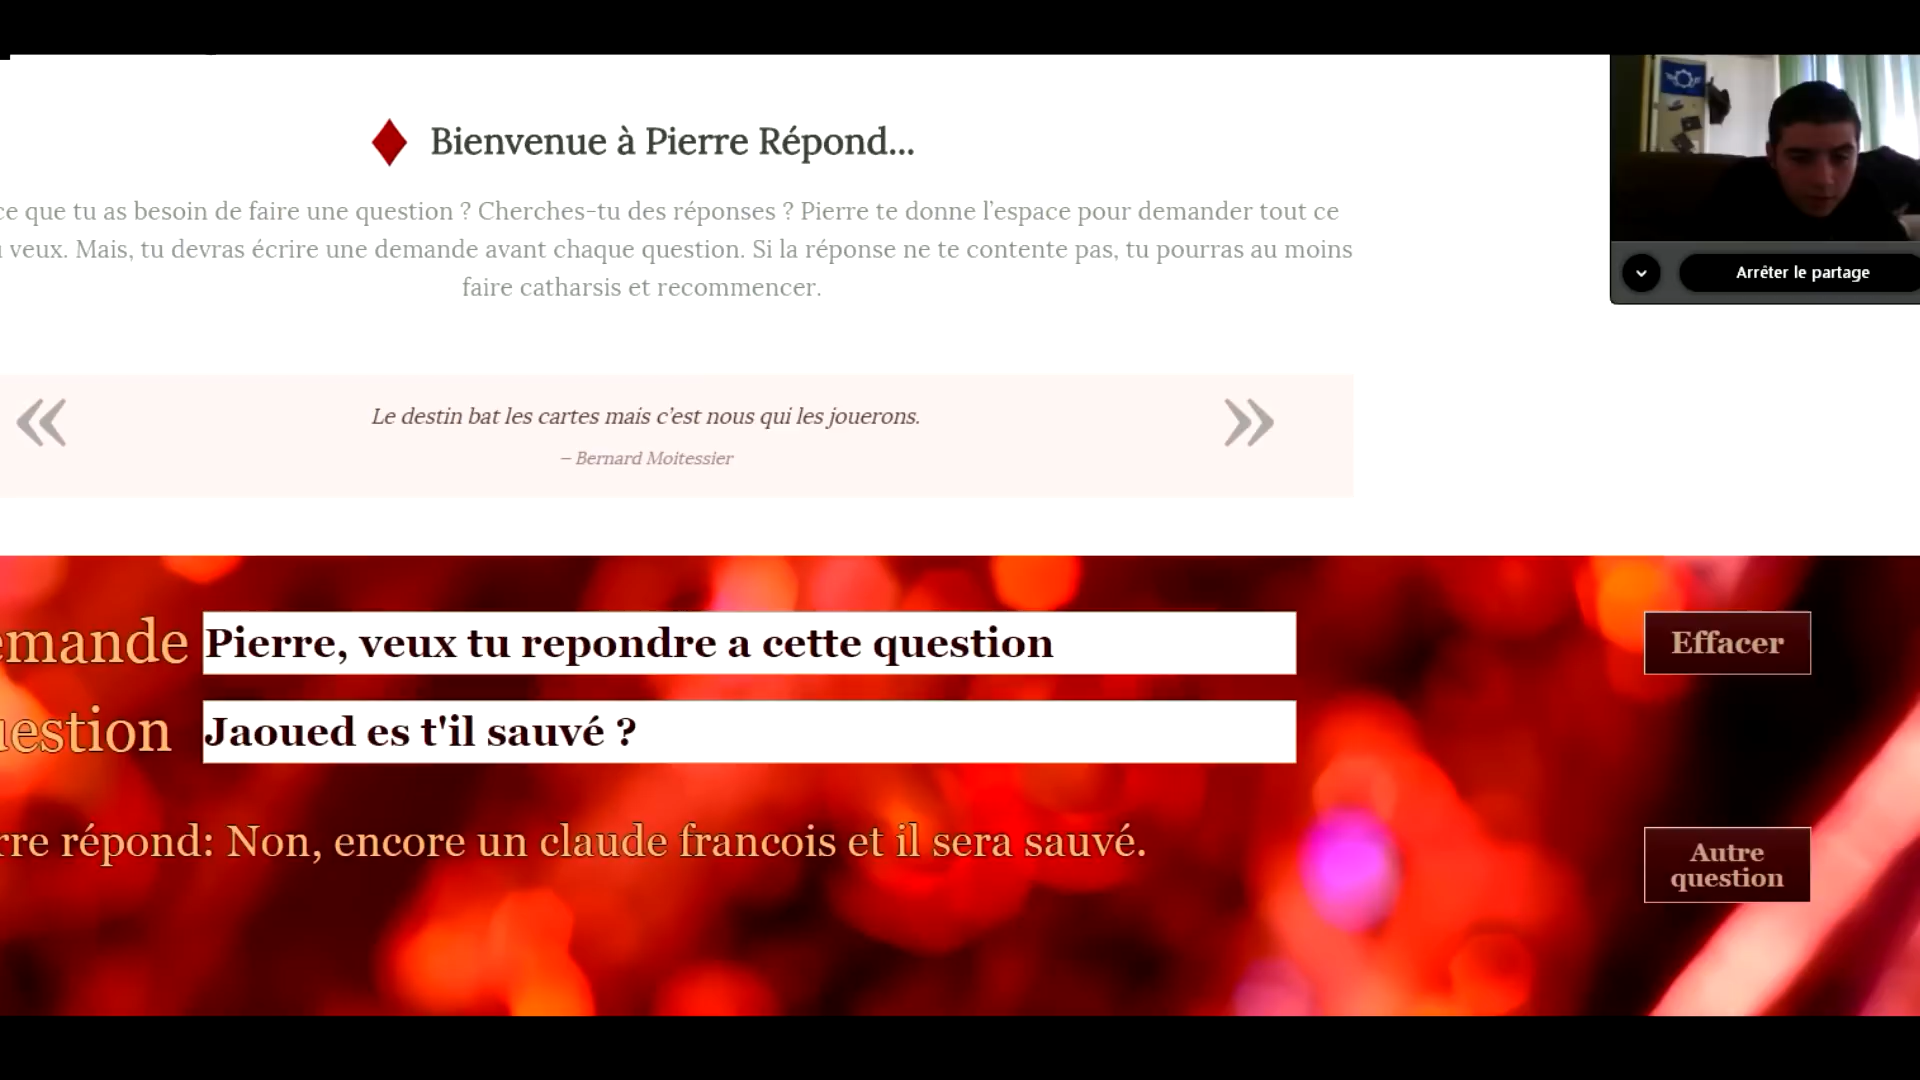 Bienvenue à Pierre Répond...
ce que tu as besoin de faire une question ? Cherches-tu des réponses ? Pierre te donne l’espace pour demander tout ce
veux. Mais, tu devras écrire une demande avant chaque question. Si la réponse ne te contente pas, tu pourras au moins
faire catharsis et recommencer.
Arrêter le partage
« Le destin bat les cartes mais c’est nous qui les jouerons. »
– Bernard Moitessier
emande Pierre, veux tu repondre a cette question
Effacer
uestion Jaoued es t'il sauvé ?
rre répond: Non, encore un claude francois et il sera sauvé.
Autre
question